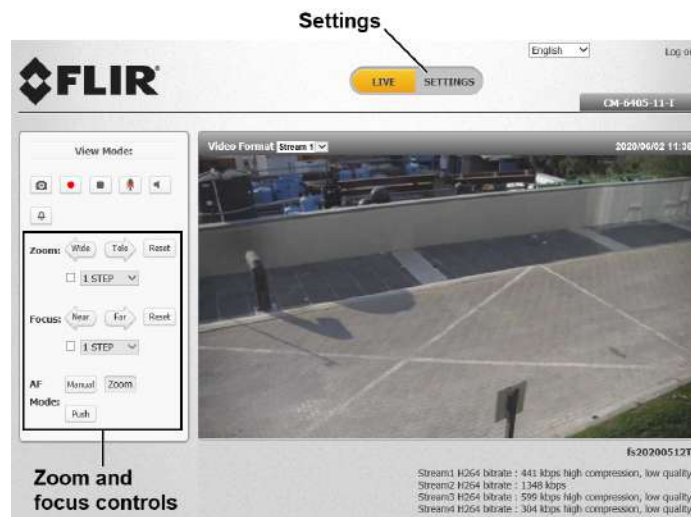 Settings
English
Log o
FLIR
LIVE SETTINGS
CM-6405-11-I
View Mode:
Video Format Stream 1
2020/06/02 11:36
Zoom: Wide Tele Reset
1 STEP
Focus: Near Far Reset
1 STEP
AF Mode: Manual Zoom
Push
fs20200512T
Zoom and
focus controls
Stream1 H264 bitrate : 441 kbps high compression, low quality
Stream2 H264 bitrate : 1348 kbps
Stream3 H264 bitrate : 599 kbps high compression, low quality
Stream4 H264 bitrate : 304 kbps high compression, low quality